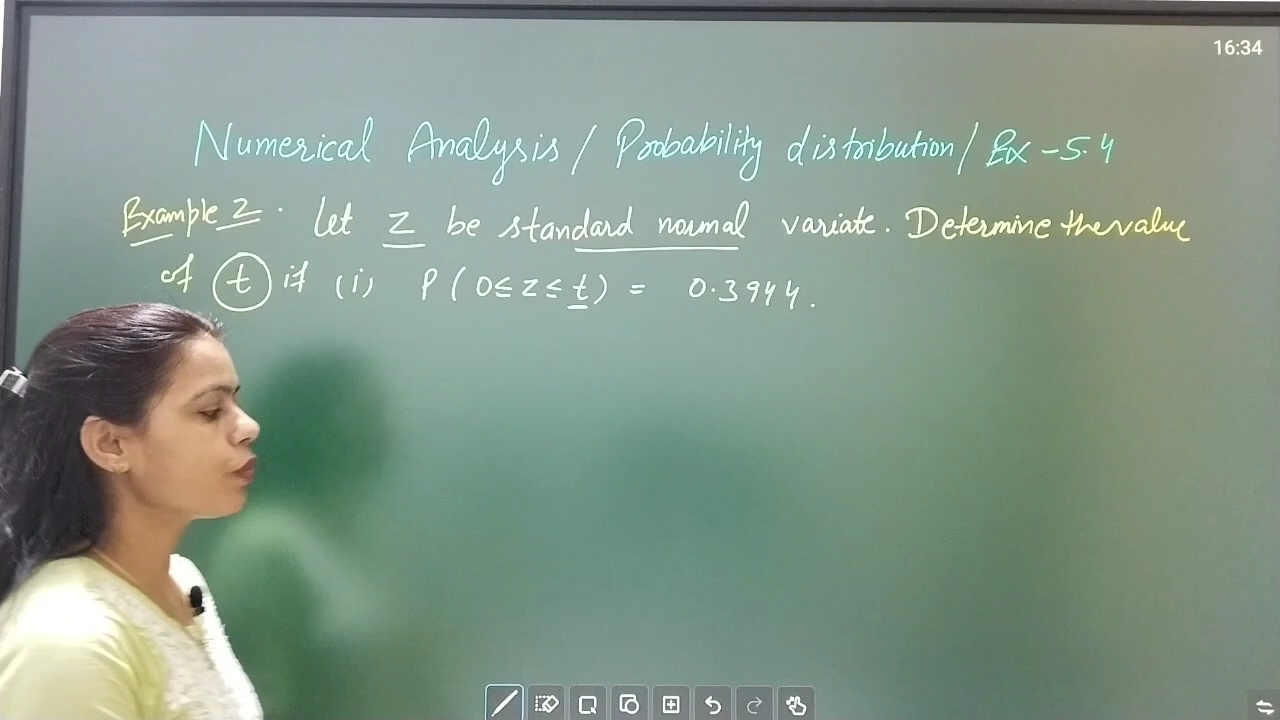 16:34
Numerical Analysis / Probability distribution / Ex - 5.4
Example 2. Let z be standard normal variate. Determine the value
of t if (i) P(0≤z≤t) = 0.3944.